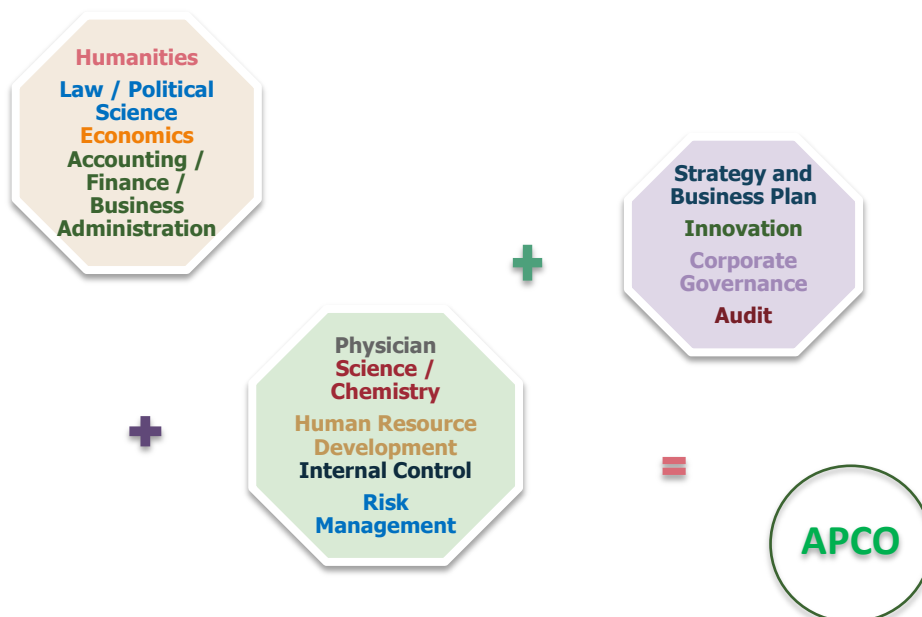 Humanities
Law / Political
Science
Economics
Accounting /
Finance /
Business
Administration
+
Physician
Science /
Chemistry
Human Resource
Development
Internal Control
Risk
Management
+
Strategy and
Business Plan
Innovation
Corporate
Governance
Audit
=
APCO